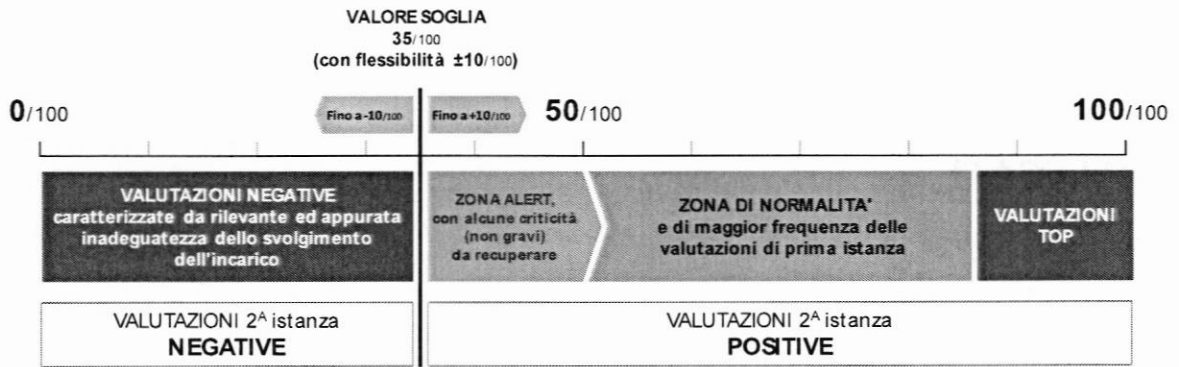 VALORE SOGLIA
35/100
(con flessibilità ±10/100)
0/100
Fino a -10/100
Fino a +10/100
50/100
100/100
VALUTAZIONI NEGATIVE
caratterizzate da rilevante ed appurata
inadeguatezza dello svolgimento
dell'incarico
ZONA ALERT,
con alcune criticità
(non gravi)
da recuperare
ZONA DI NORMALITA'
e di maggior frequenza delle
valutazioni di prima istanza
VALUTAZIONI
TOP
VALUTAZIONI 2ᴬ istanza
NEGATIVE
VALUTAZIONI 2ᴬ istanza
POSITIVE